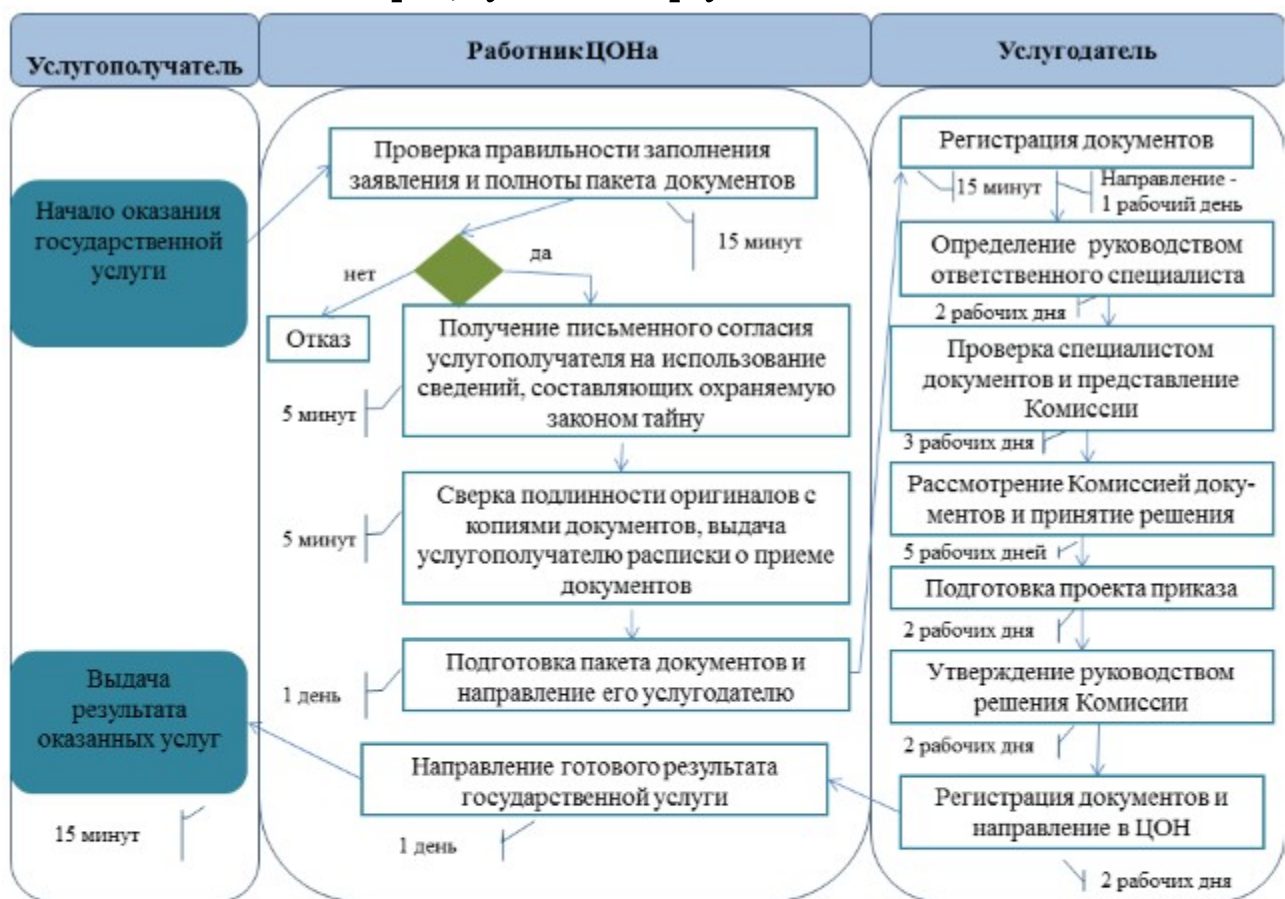 Услугополучатель
Работник ЦОНа
Услугодатель
Начало оказания
государственной
услуги
Проверка правильности заполнения
заявления и полноты пакета документов
15 минут
нет
да
Отказ
Получение письменного согласия
услугополучателя на использование
сведений, составляющих охраняемую
законом тайну
5 минут
Сверка подлинности оригиналов с
копиями документов, выдача
услугополучателю расписки о приеме
документов
5 минут
Подготовка пакета документов и
направление его услугодателю
1 день
Регистрация документов
15 минут
Направление -
1 рабочий день
Определение руководством
ответственного специалиста
2 рабочих дня
Проверка специалистом
документов и представление
Комиссии
3 рабочих дня
Рассмотрение Комиссией доку-
ментов и принятие решения
5 рабочих дней
Подготовка проекта приказа
2 рабочих дня
Утверждение руководством
решения Комиссии
2 рабочих дня
Регистрация документов и
направление в ЦОН
2 рабочих дня
Направление готового результата
государственной услуги
1 день
Выдача
результата
оказанных услуг
15 минут